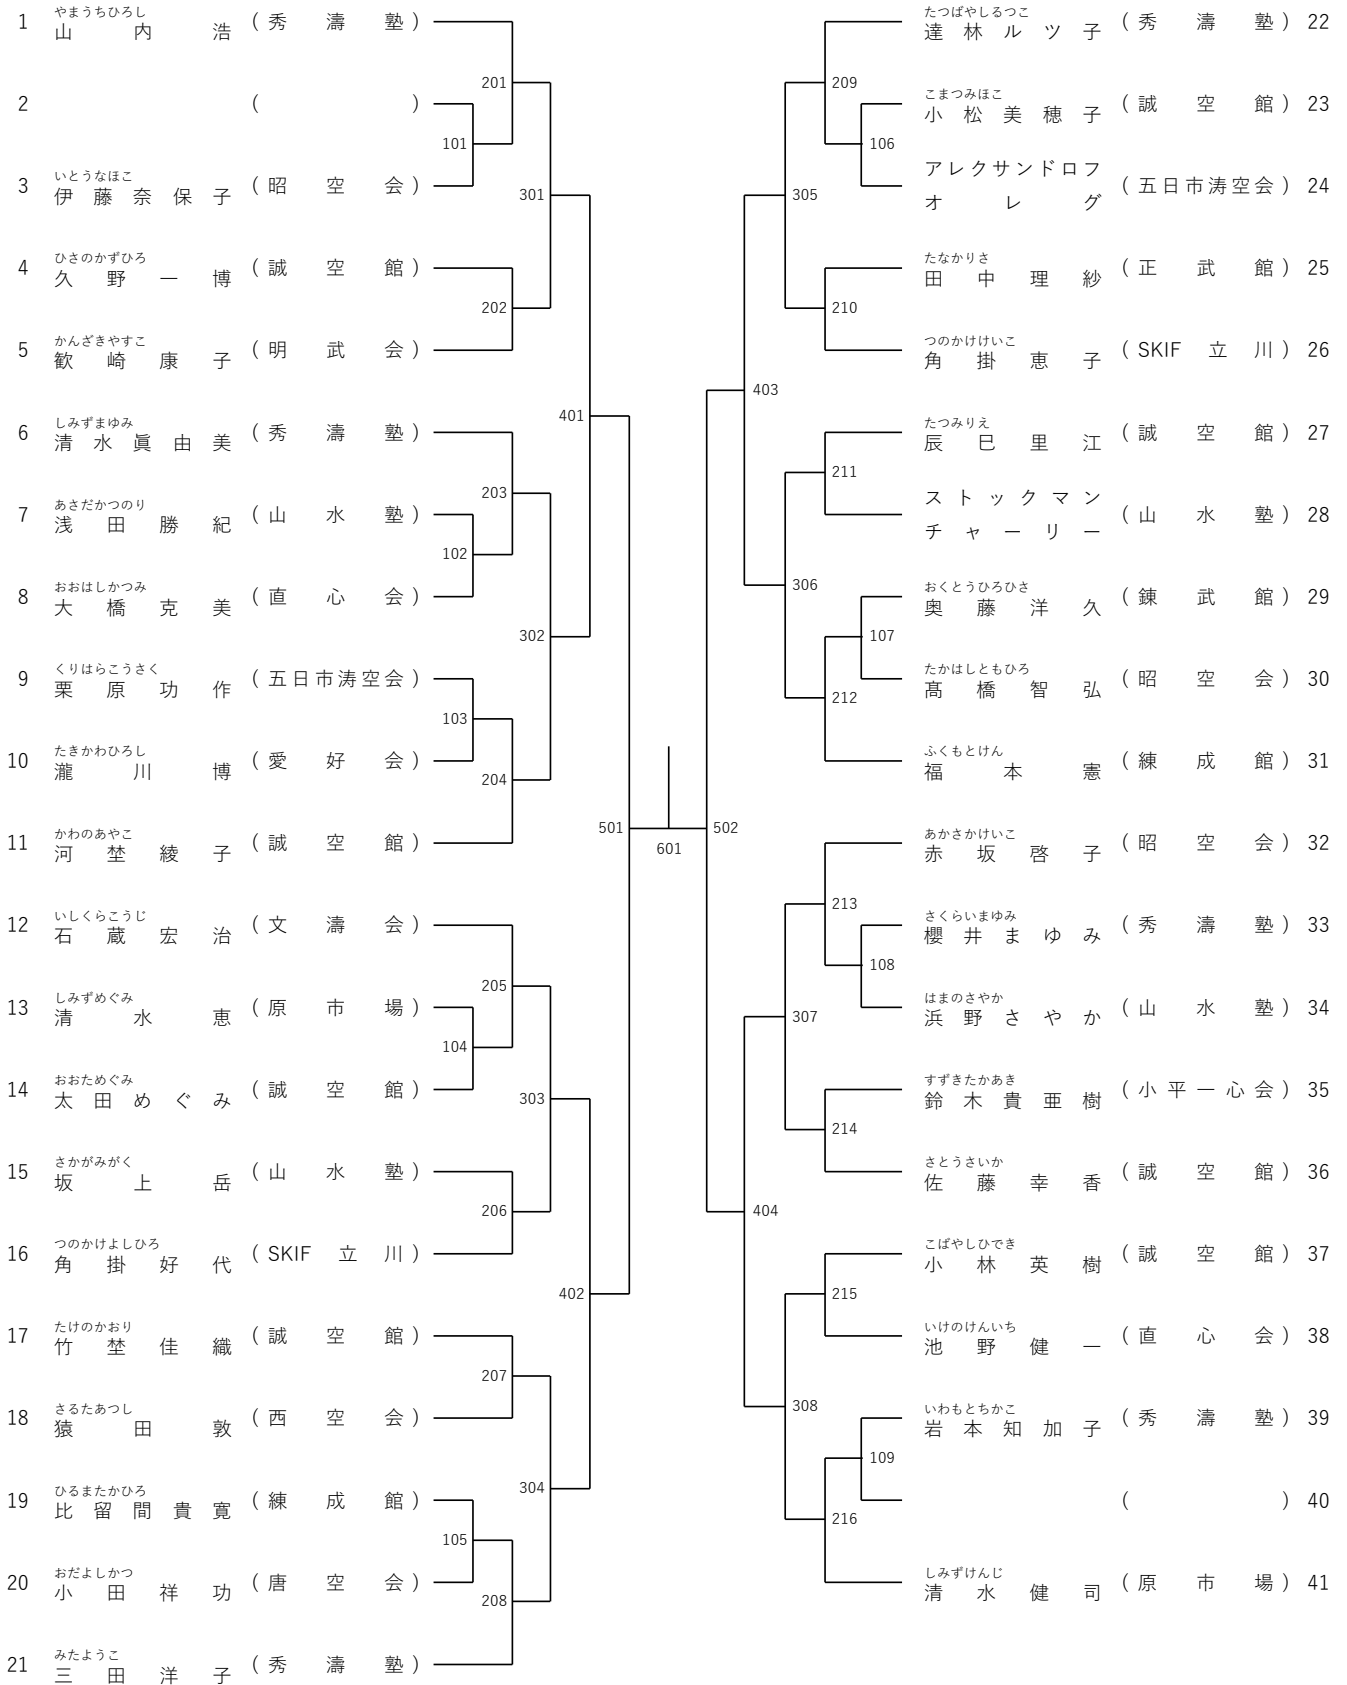 やまうちひろし
1 山内浩 (秀濤塾)
2 ( )
いとうなほこ
3 伊藤奈保子 (昭空会)
ひさのかずひろ
4 久野一博 (誠空館)
かんざきやすこ
5 歓崎康子 (明武会)
しみずまゆみ
6 清水眞由美 (秀濤塾)
あさだかつのり
7 浅田勝紀 (山水塾)
おおはしかつみ
8 大橋克美 (直心会)
くりはらこうさく
9 栗原功作 (五日市涛空会)
たきかわひろし
10 瀧川博 (愛好会)
かわのあやこ
11 河埜綾子 (誠空館)
いしくらこうじ
12 石蔵宏治 (文濤会)
しみずめぐみ
13 清水恵 (原市場)
おおためぐみ
14 太田めぐみ (誠空館)
さかがみがく
15 坂上岳 (山水塾)
つのかけよしひろ
16 角掛好代 (SKIF立川)
たけのかおり
17 竹埜佳織 (誠空館)
さるたあつし
18 猿田敦 (西空会)
ひるまたかひろ
19 比留間貴寛 (練成館)
おだよしかつ
20 小田祥功 (唐空会)
みたようこ
21 三田洋子 (秀濤塾)
101
102
103
104
105
201
202
203
204
205
206
207
208
301
302
303
304
401
402
501
601
502
403
404
305
306
307
308
209
210
211
212
213
214
215
216
106
107
108
109
たつばやしるつこ
達林ルツ子 (秀濤塾) 22
こまつみほこ
小松美穂子 (誠空館) 23
アレクサンドロフ
オレグ (五日市涛空会) 24
たなかりさ
田中理紗 (正武館) 25
つのかけけいこ
角掛恵子 (SKIF立川) 26
たつみりえ
辰巳里江 (誠空館) 27
ストックマン
チャーリー (山水塾) 28
おくとうひろひさ
奥藤洋久 (錬武館) 29
たかはしともひろ
髙橋智弘 (昭空会) 30
ふくもとけん
福本憲 (練成館) 31
あかさかけいこ
赤坂啓子 (昭空会) 32
さくらいまゆみ
櫻井まゆみ (秀濤塾) 33
はまのさやか
浜野さやか (山水塾) 34
すずきたかあき
鈴木貴亜樹 (小平一心会) 35
さとうさいか
佐藤幸香 (誠空館) 36
こばやしひでき
小林英樹 (誠空館) 37
いけのけんいち
池野健一 (直心会) 38
いわもとちかこ
岩本知加子 (秀濤塾) 39
( ) 40
しみずけんじ
清水健司 (原市場) 41